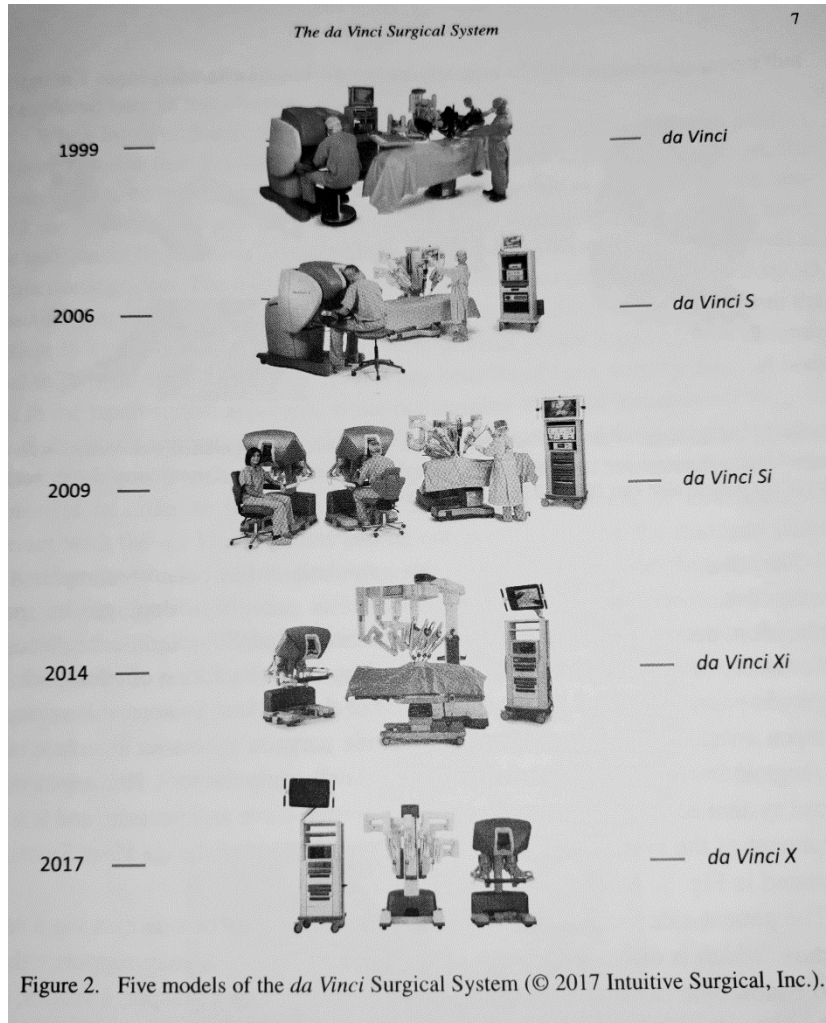 The da Vinci Surgical System
7
1999 — — da Vinci
2006 — — da Vinci S
2009 — — da Vinci Si
2014 — — da Vinci Xi
2017 — — da Vinci X
Figure 2. Five models of the da Vinci Surgical System (© 2017 Intuitive Surgical, Inc.).